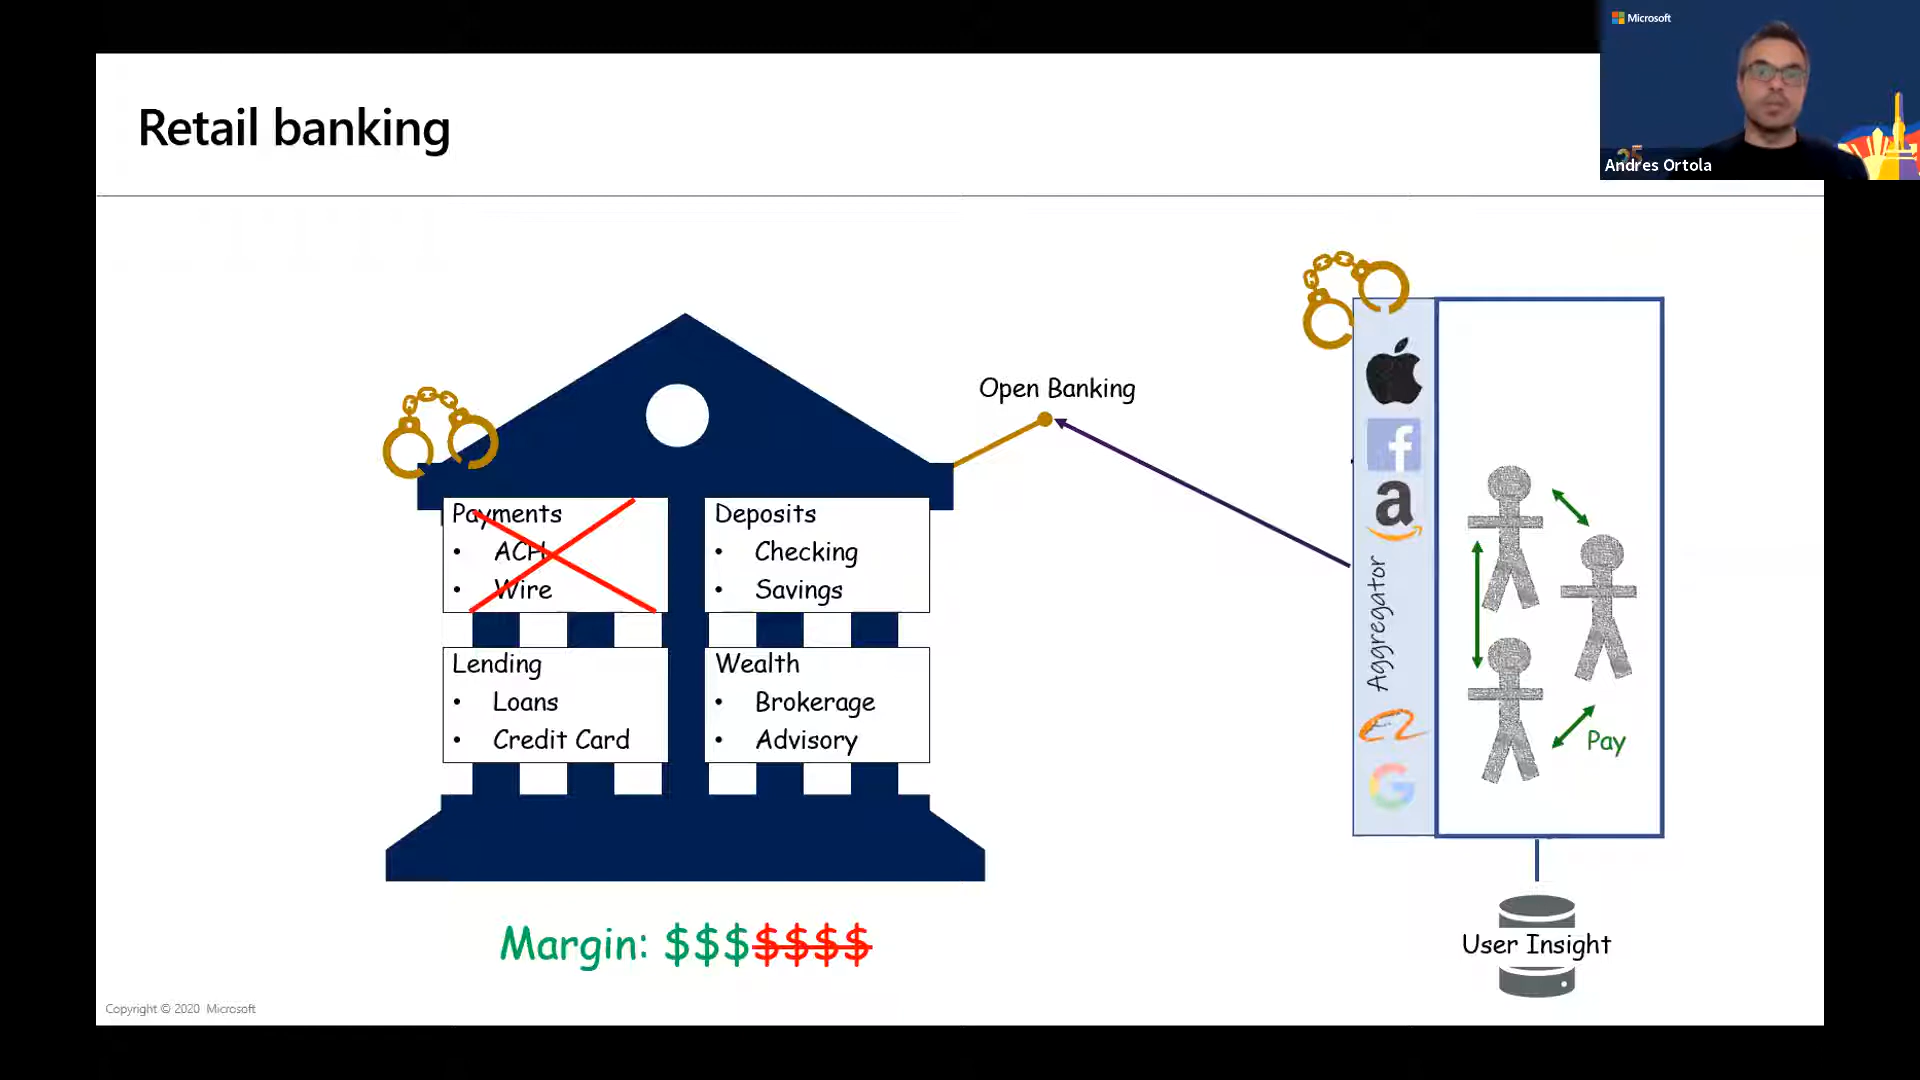 Microsoft
Andres Ortola
Retail banking
Open Banking
Payments
• ACH
• Wire
Deposits
• Checking
• Savings
Lending
• Loans
• Credit Card
Wealth
• Brokerage
• Advisory
f
a
Aggregator
G
Pay
Margin: $$$$$$$
User Insight
Copyright © 2020 Microsoft